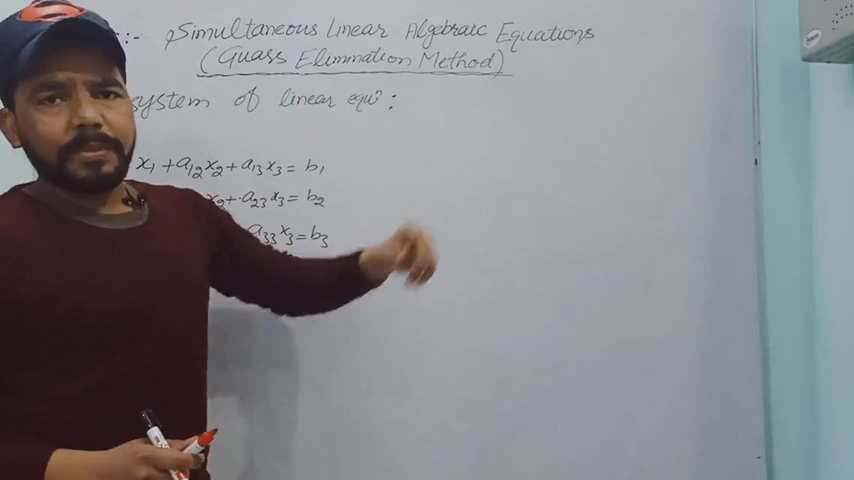 :- Simultaneous Linear Algebraic Equations
(Guass Elimination Method)
system of linear equⁿ:
x₁ + a₁₂x₂ + a₁₃x₃ = b₁
x₂ + a₂₃x₃ = b₂
a₃₃x₃ = b₃